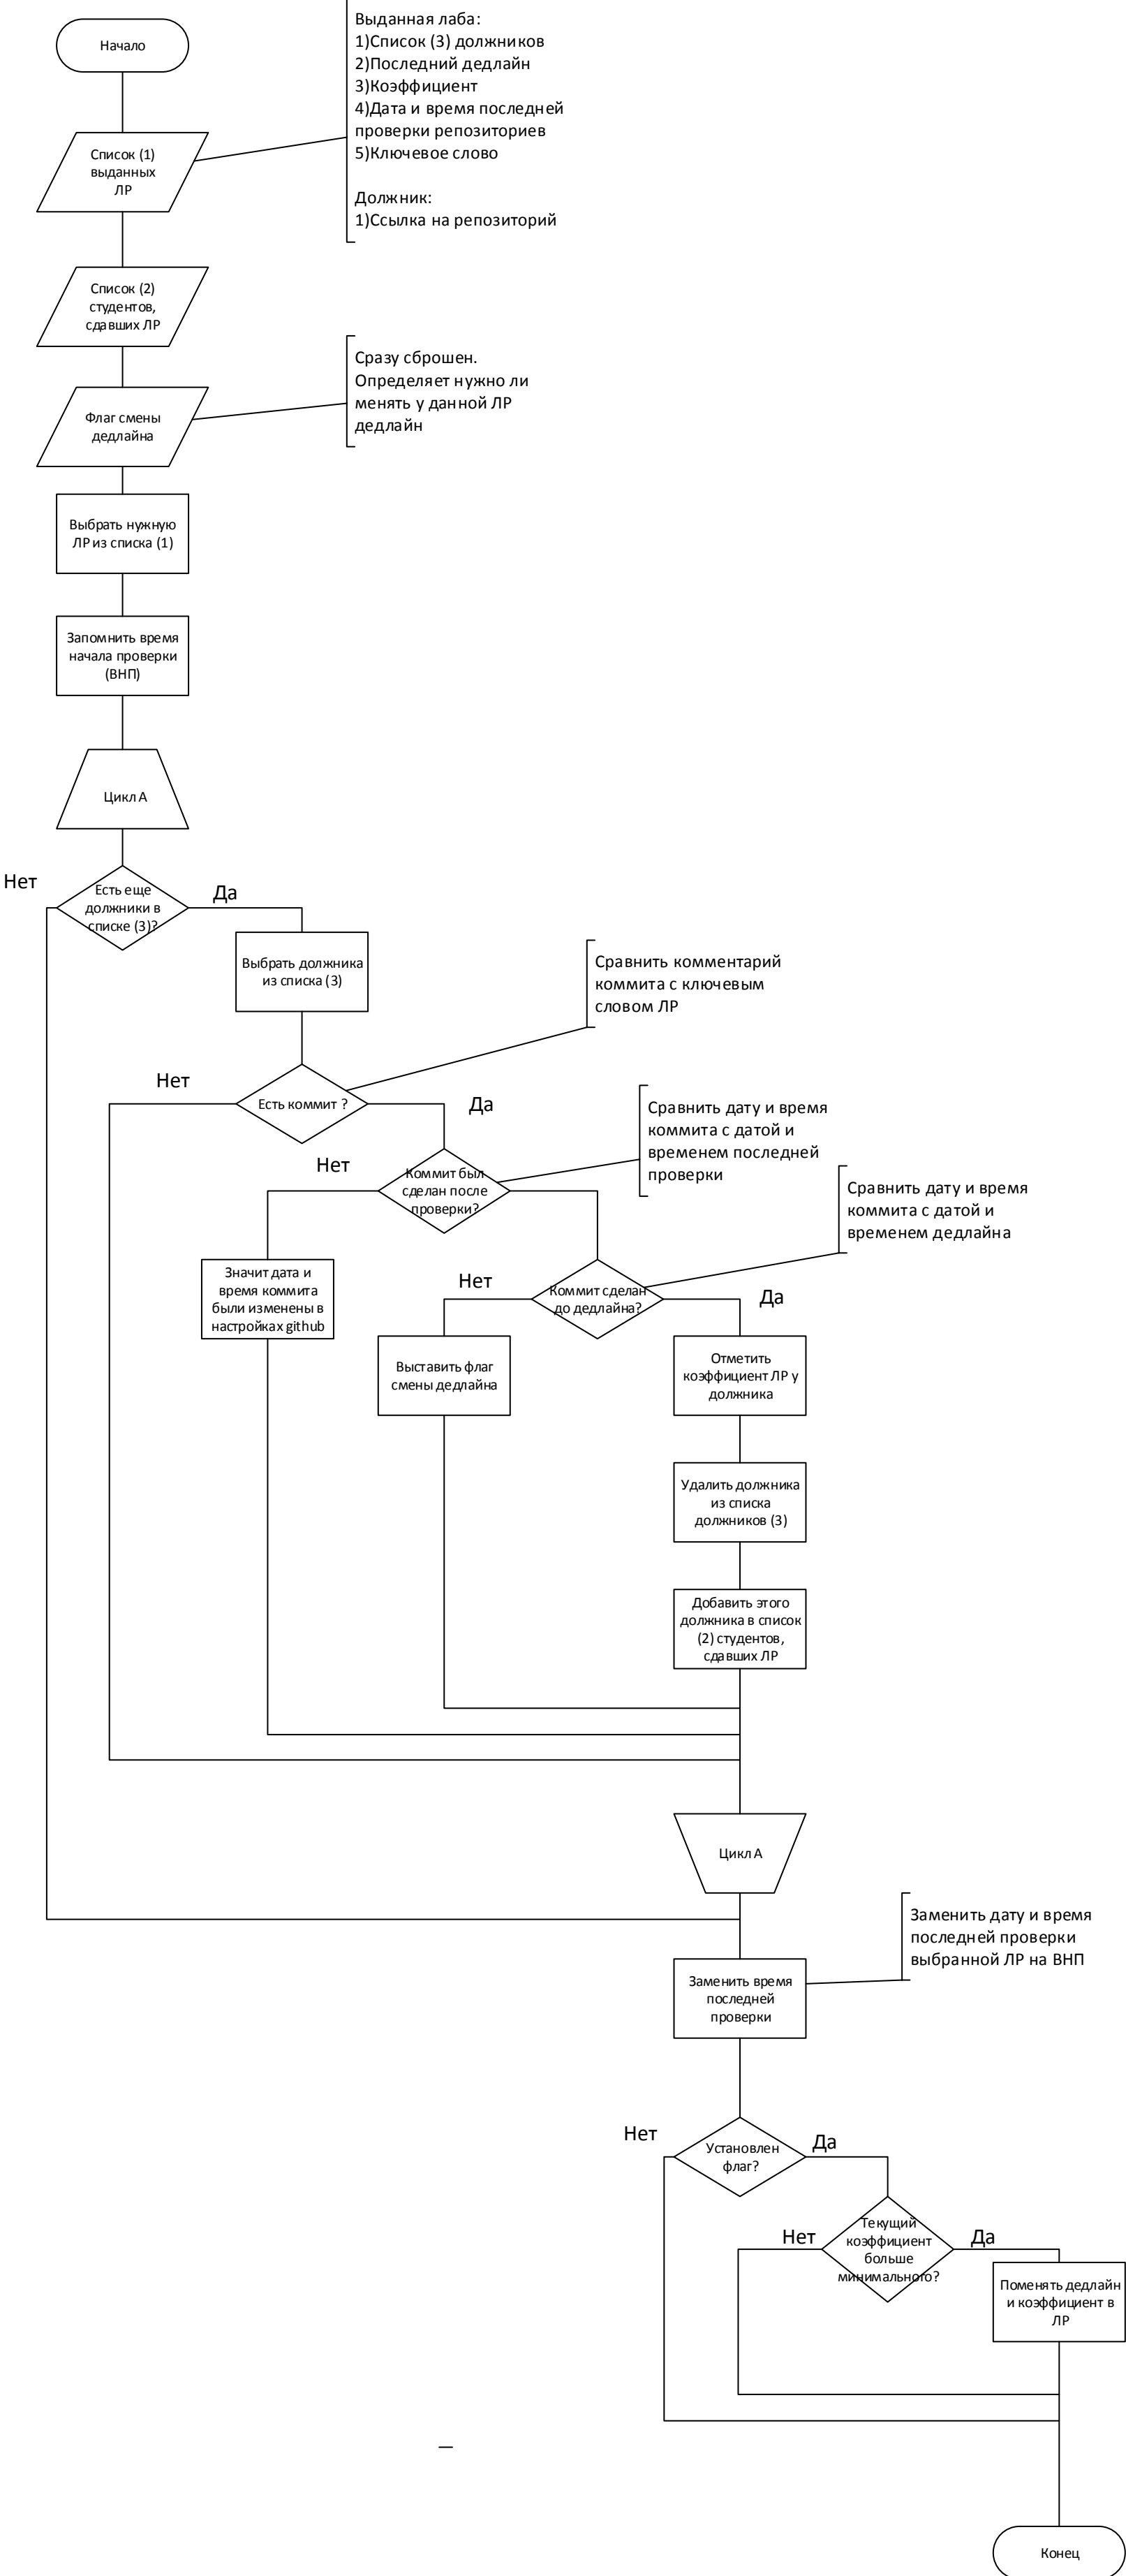 Начало
Выданная лаба:
1)Список (3) должников
2)Последний дедлайн
3)Коэффициент
4)Дата и время последней
проверки репозиториев
5)Ключевое слово
Должник:
1)Ссылка на репозиторий
Список (1)
выданных
ЛР
Список (2)
студентов,
сдавших ЛР
Сразу сброшен.
Определяет нужно ли
менять у данной ЛР
дедлайн
Флаг смены
дедлайна
Выбрать нужную
ЛР из списка (1)
Запомнить время
начала проверки
(ВНП)
Цикл А
Нет
Есть еще
должники в
списке (3)?
Да
Выбрать должника
из списка (3)
Сравнить комментарий
коммита с ключевым
словом ЛР
Нет
Есть коммит ?
Да
Сравнить дату и время
коммита с датой и
временем последней
проверки
Нет
Коммит был
сделан после
проверки?
Сравнить дату и время
коммита с датой и
временем дедлайна
Значит дата и
время коммита
были изменены в
настройках github
Нет
Коммит сделан
до дедлайна?
Да
Выставить флаг
смены дедлайна
Отметить
коэффициент ЛР у
должника
Удалить должника
из списка
должников (3)
Добавить этого
должника в список
(2) студентов,
сдавших ЛР
Цикл А
Заменить дату и время
последней проверки
выбранной ЛР на ВНП
Заменить время
последней
проверки
Нет
Установлен
флаг?
Да
Нет
Текущий
коэффициент
больше
минимального?
Да
Поменять дедлайн
и коэффициент в
ЛР
Конец